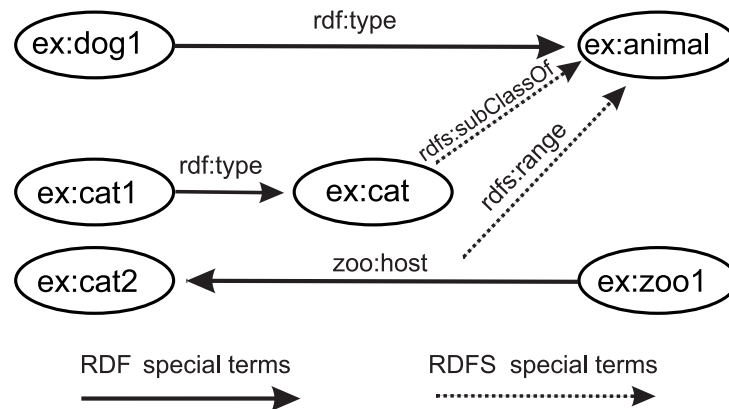 rdf:type
ex:dog1
ex:animal
rdfs:subClassOf
rdfs:range
rdf:type
ex:cat1
ex:cat
zoo:host
ex:cat2
ex:zoo1
RDF special terms
RDFS special terms